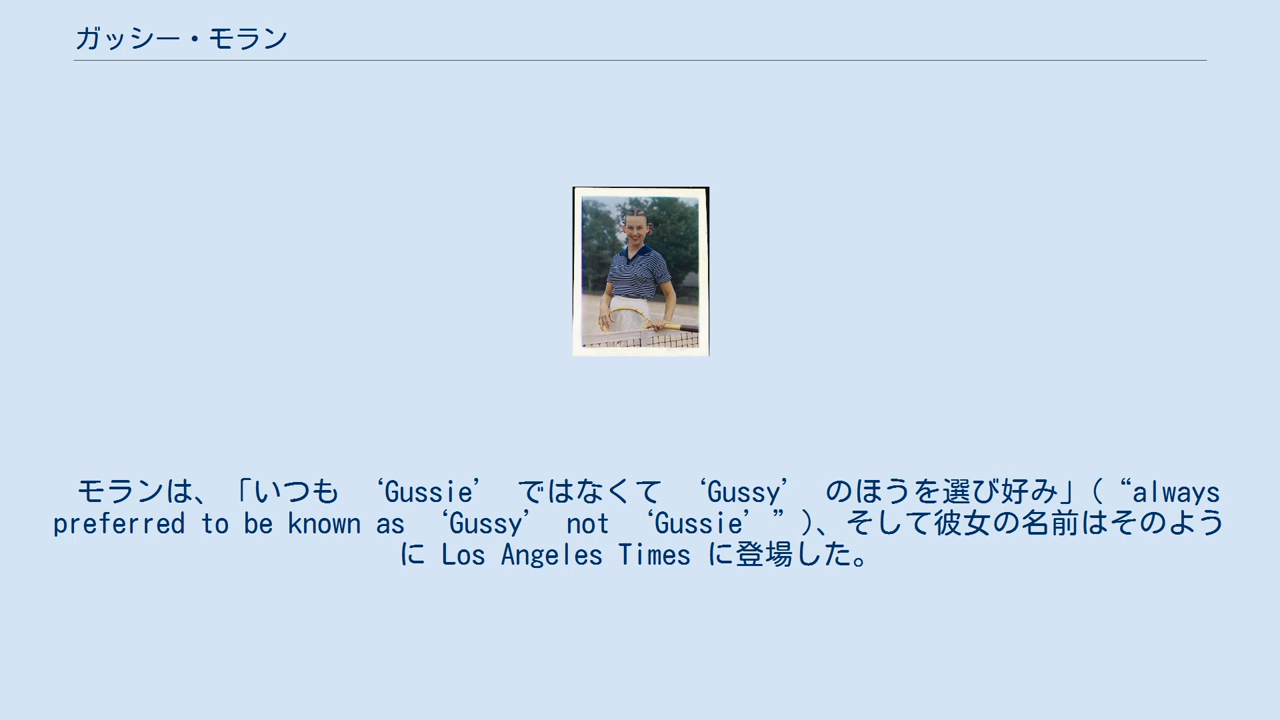 ガッシー・モラン
モランは、「いつも ‘Gussie’ ではなくて ‘Gussy’ のほうを選び好み」( “always
preferred to be known as ‘Gussy’ not ‘Gussie’ ” )、そして彼女の名前はそのよう
に Los Angeles Times に登場した。